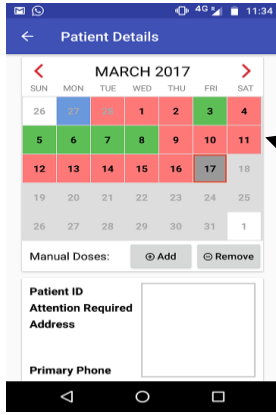 4G 11:34
Patient Details
MARCH 2017
SUN MON TUE WED THU FRI SAT
26 27 28 1 2 3 4
5 6 7 8 9 10 11
12 13 14 15 16 17 18
19 20 21 22 23 24 25
26 27 28 29 30 31 1
Manual Doses: Add Remove
Patient ID
Attention Required
Address
Primary Phone